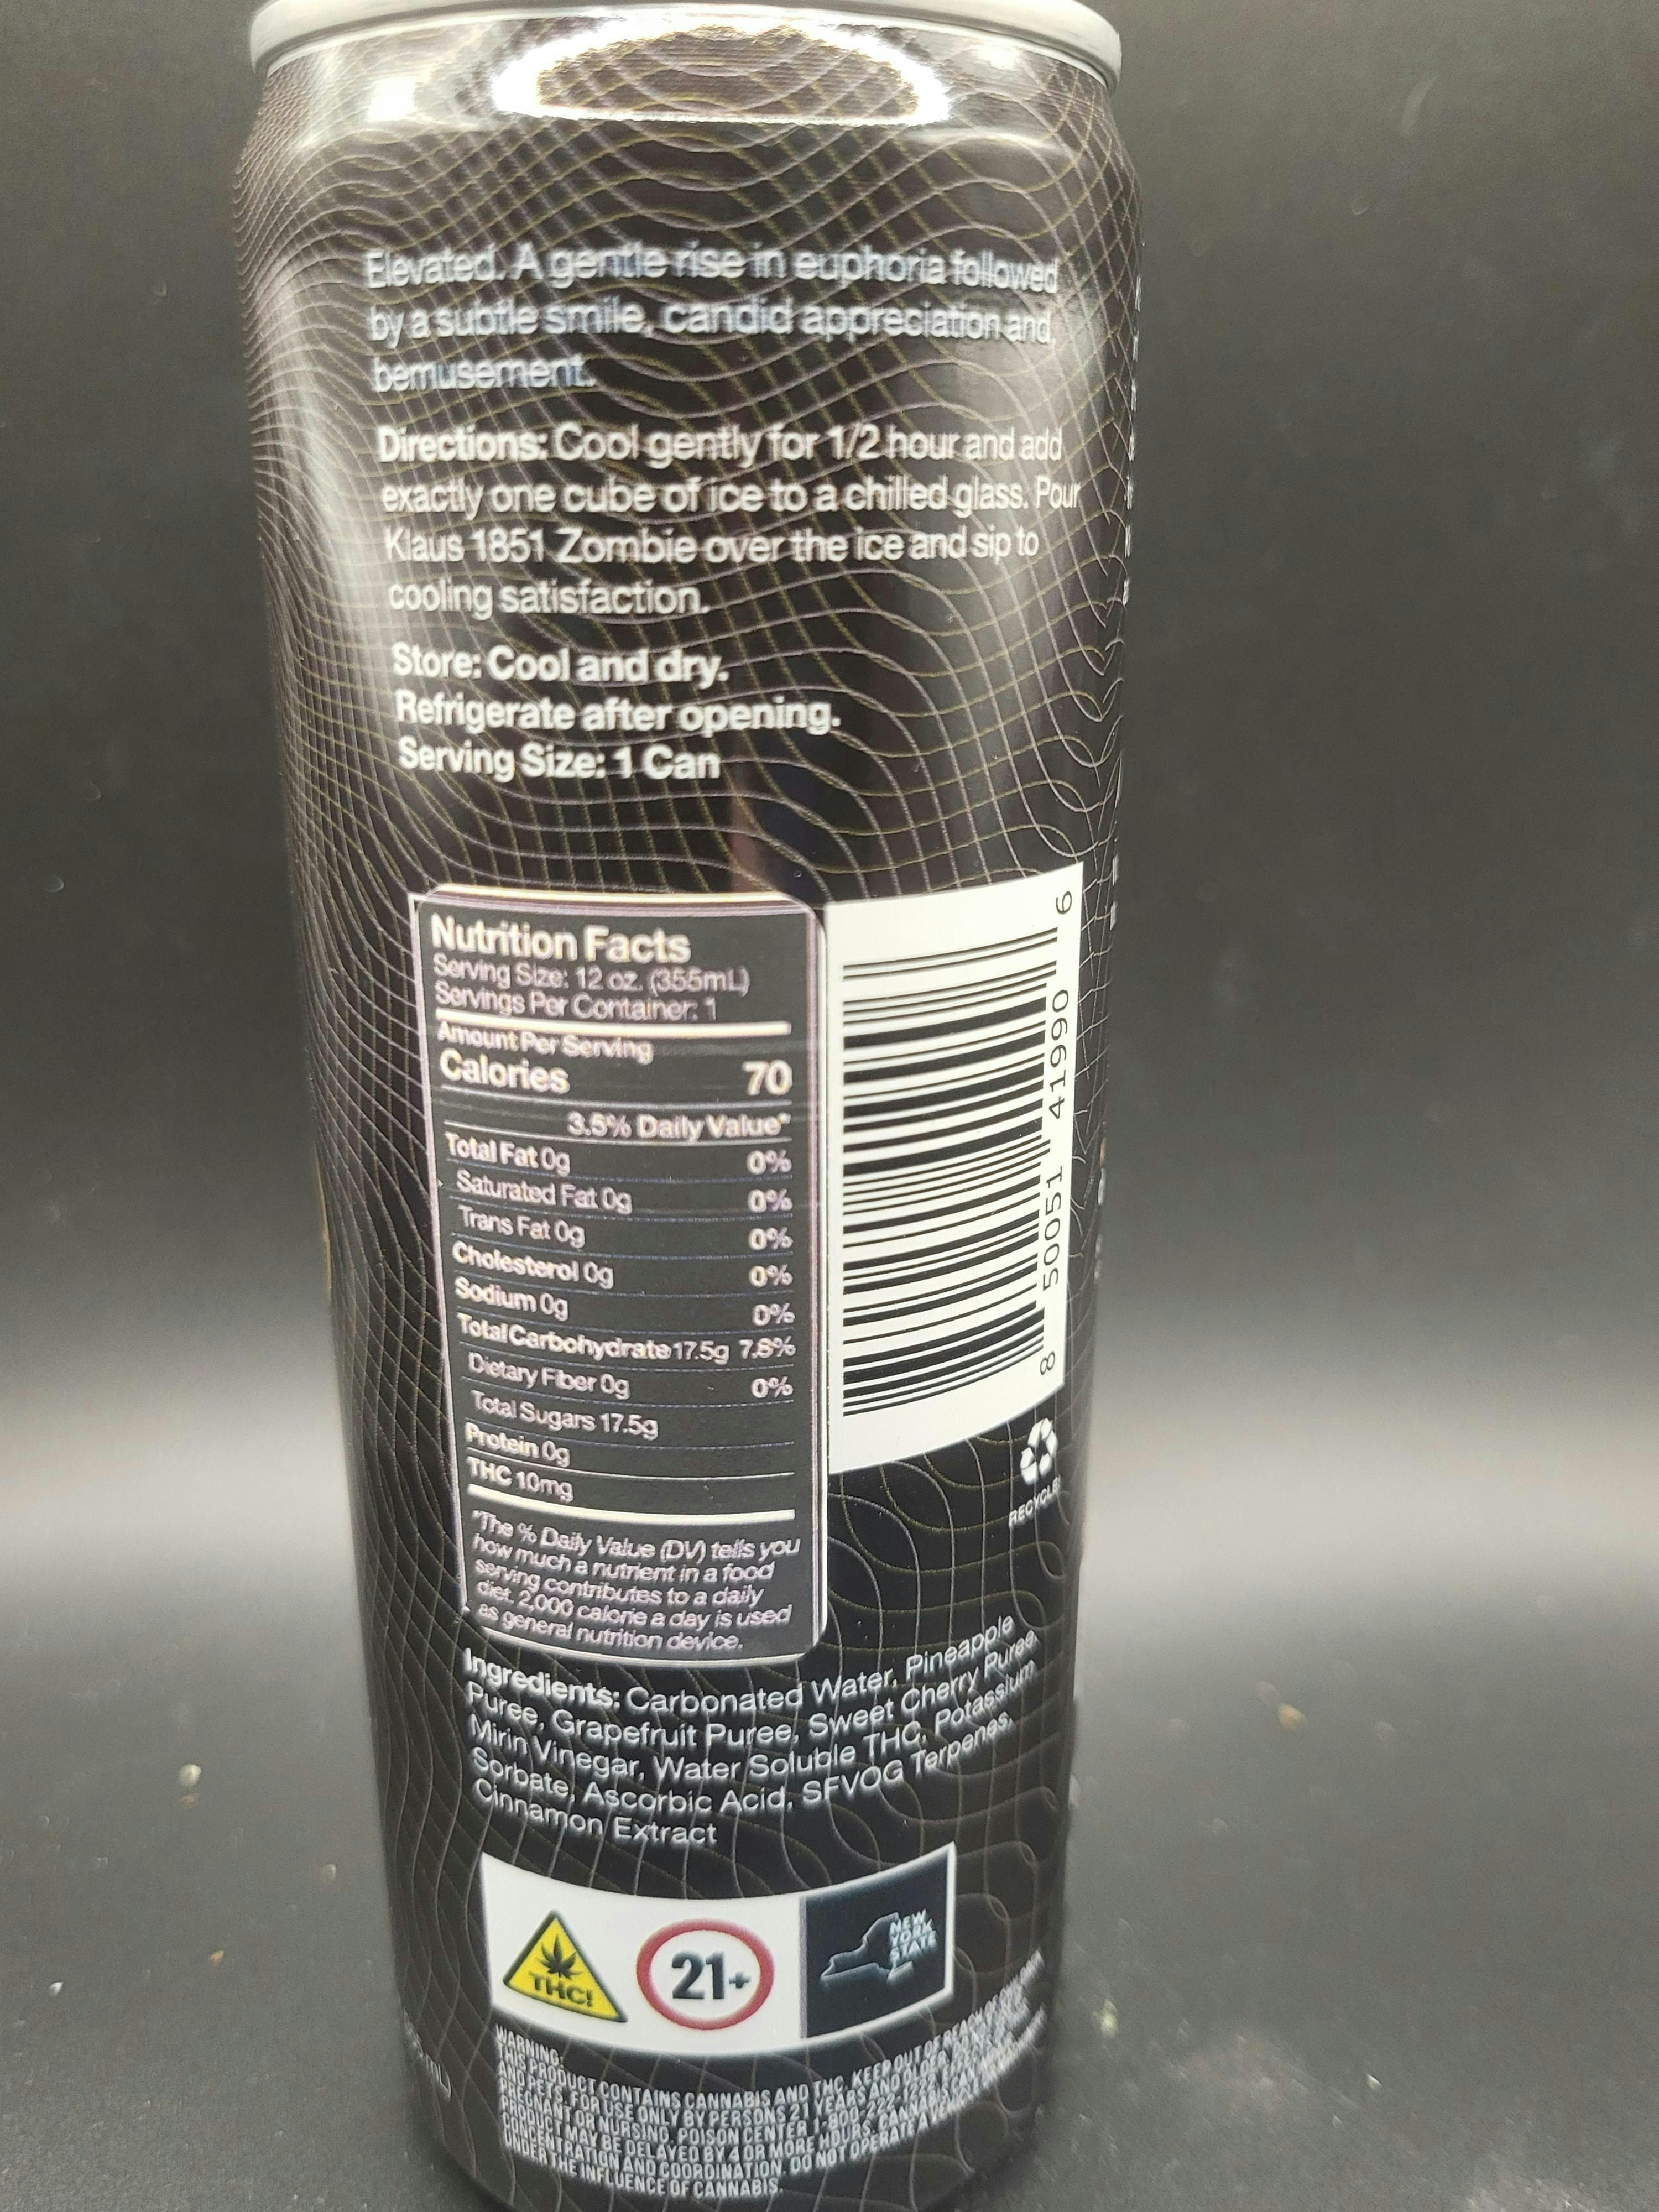 Elevated. A gentle rise in euphoria followed
by a subtle smile, candid appreciation and
bemusement.
Directions: Cool gently for 1/2 hour and add
exactly one cube of ice to a chilled glass. Pour
Klaus 1851 Zombie over the ice and sip to
cooling satisfaction.
Store: Cool and dry.
Refrigerate after opening.
Serving Size: 1 Can
Nutrition Facts
Serving Size: 12 oz. (355mL)
Servings Per Container: 1
Amount Per Serving
Calories 70
3.5% Daily Value*
Total Fat 0g 0%
Saturated Fat 0g 0%
Trans Fat 0g 0%
Cholesterol 0g 0%
Sodium 0g 0%
Total Carbohydrate 17.5g
Dietary Fiber 0g 0%
Total Sugars 17.5g
Protein 0g
THC 10mg
*The % Daily Value (DV) tells you
how much a nutrient in a food
serving contributes to a daily
diet. 2,000 calorie a day is used
as general nutrition device.
8 50051 41990 6
RECYCLE
Ingredients: Carbonated Water, Pineapple
Puree, Grapefruit Puree, Sweet Cherry Puree,
Mirin Vinegar, Water Soluble THC, Potassium
Sorbate, Ascorbic Acid, SFVOG Terpenes,
Cinnamon Extract
THC!
21+
NEW
YORK
STATE
WARNING:
THIS PRODUCT CONTAINS CANNABIS AND THC. KEEP OUT OF REACH OF CHILDREN
AND PETS. FOR USE ONLY BY PERSONS 21 YEARS AND OLDER.
PREGNANT OR NURSING. POISON CENTER 1-800-222-1222.
PRODUCT MAY BE DELAYED BY 4 OR MORE HOURS. CANNABIS CAN
CONCENTRATION AND COORDINATION. DO NOT OPERATE A
UNDER THE INFLUENCE OF CANNABIS.